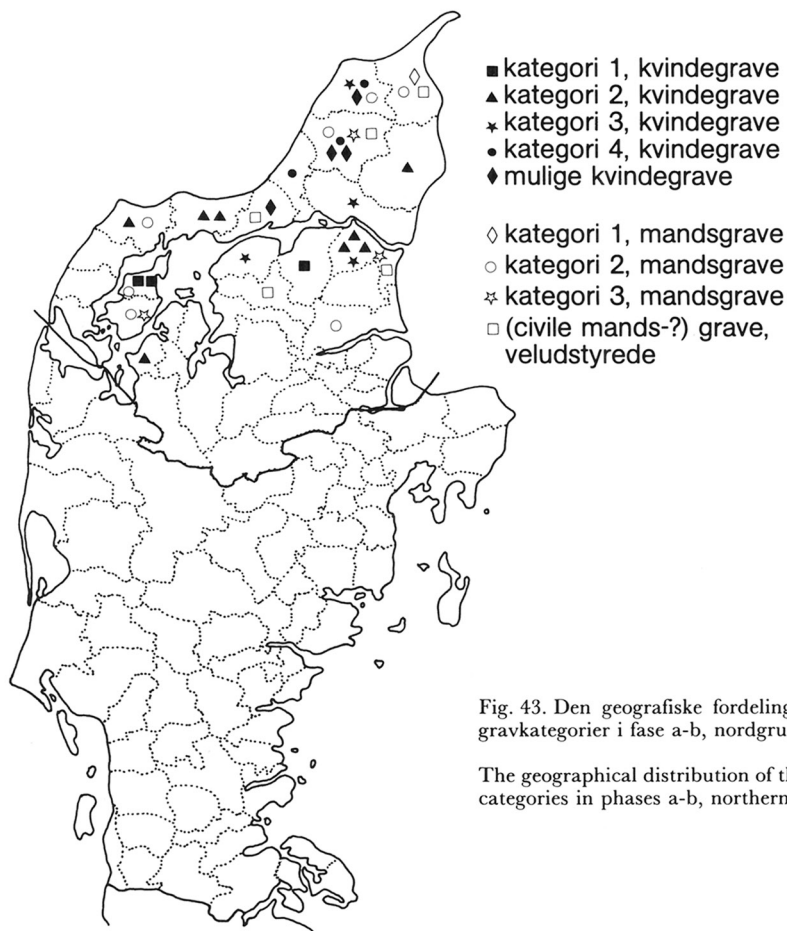 kategori 1, kvindegrave
kategori 2, kvindegrave
kategori 3, kvindegrave
kategori 4, kvindegrave
mulige kvindegrave
kategori 1, mandsgrave
kategori 2, mandsgrave
kategori 3, mandsgrave
(civile mands-?) grave,
veludstyrede
Fig. 43. Den geografiske fordeling
gravkategorier i fase a-b, nordgru
The geographical distribution of th
categories in phases a-b, northern